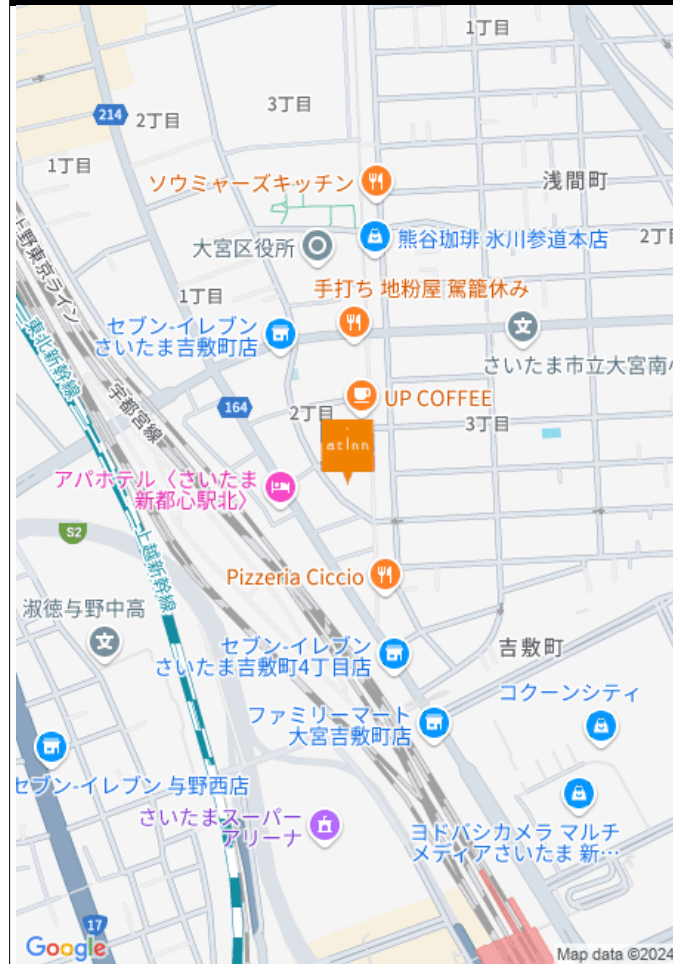 1丁目
3丁目
214
2丁目
1丁目
ソウミャーズキッチン
浅間町
大宮区役所
熊谷珈琲 氷川参道本店
上野東京ライン
1丁目
手打ち 地粉屋 駕籠休み
セブン-イレブン
さいたま吉敷町店
東北新幹線
さいたま市立大宮南小
宇都宮線
164
2丁目
UP COFFEE
3丁目
atinn
アパホテル〈さいたま
新都心駅北〉
S2
上越新幹線
Pizzeria Ciccio
淑徳与野中高
セブン-イレブン
さいたま吉敷町4丁目店
吉敷町
コクーンシティ
ファミリーマート
大宮吉敷町店
セブン-イレブン 与野西店
さいたまスーパー
アリーナ
ヨドバシカメラ マルチ
メディアさいたま 新…
17
Google
Map data ©2024